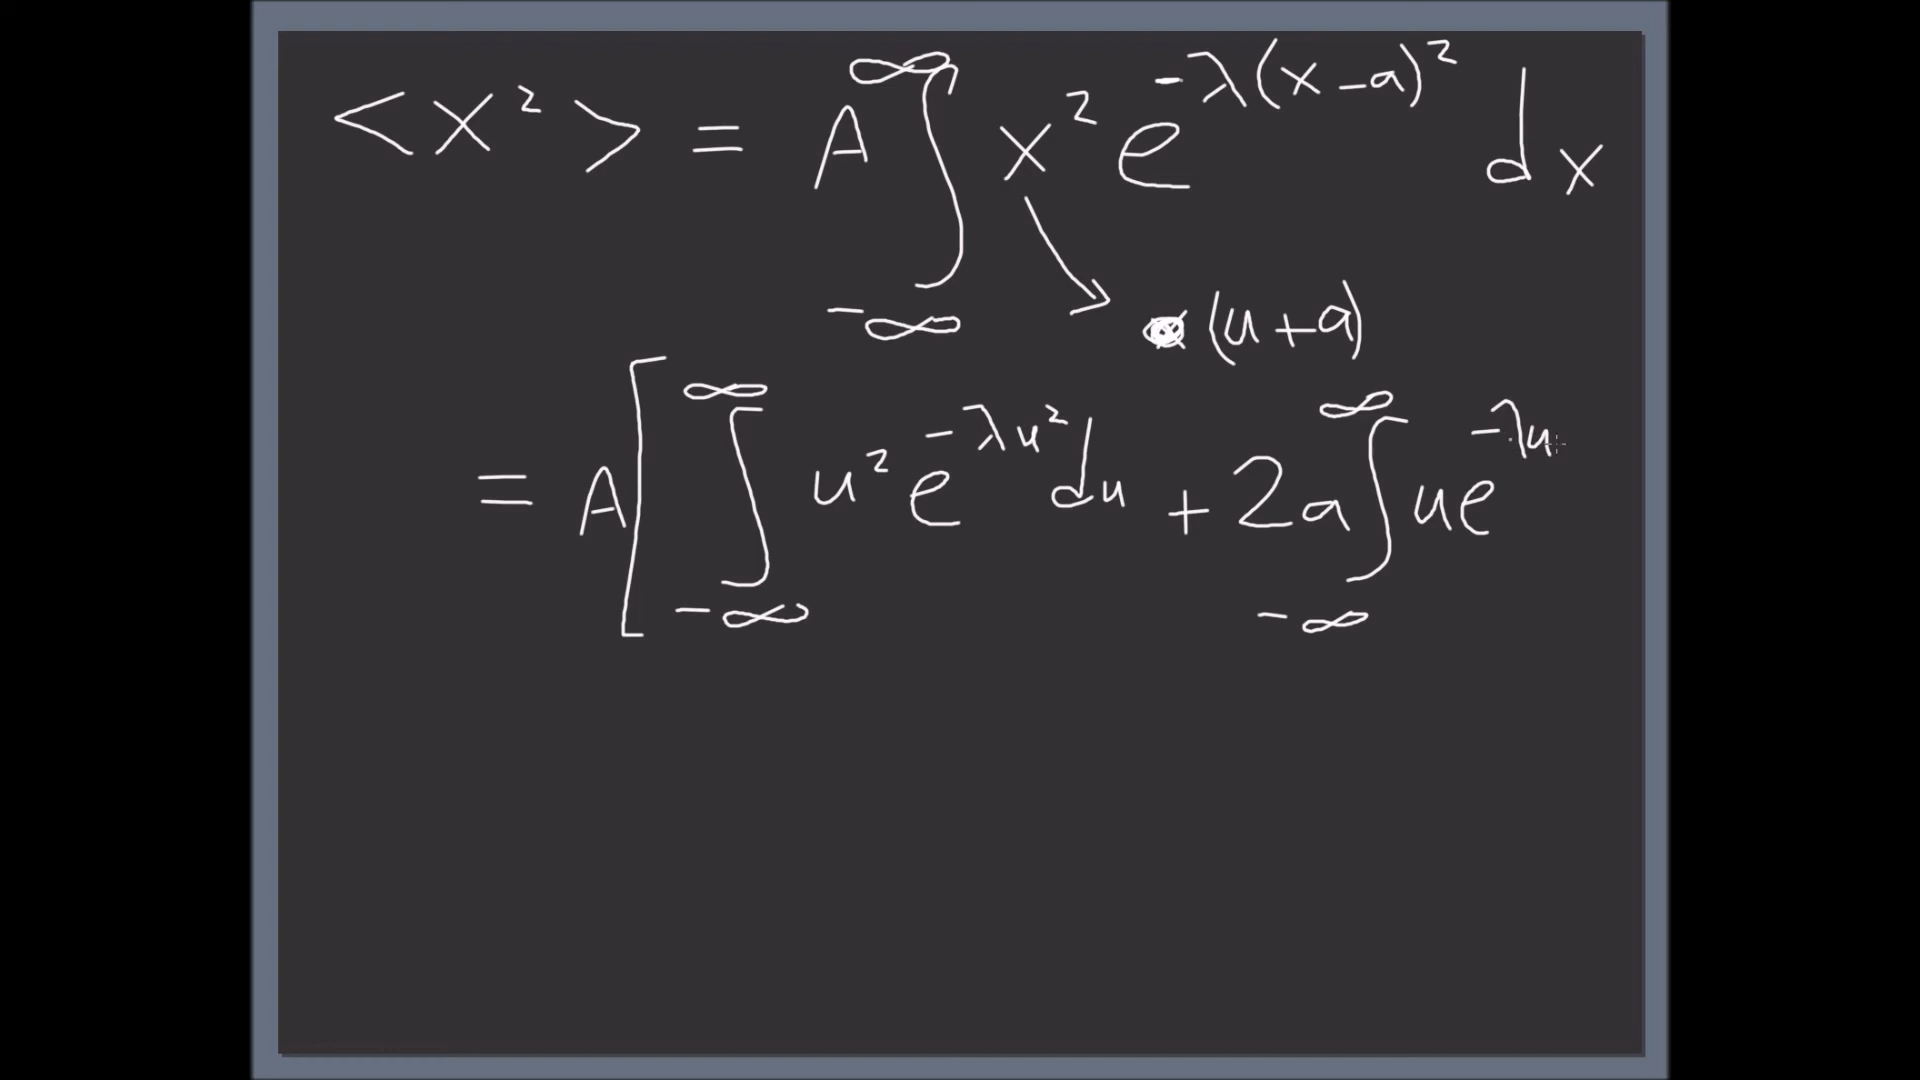 <x²> = A ∫_{-∞}^{∞} x² e^{-λ(x-a)²} dx
(u+a)
= A[ ∫_{-∞}^{∞} u² e^{-λu²} du + 2a ∫_{-∞}^{∞} u e^{-λu}